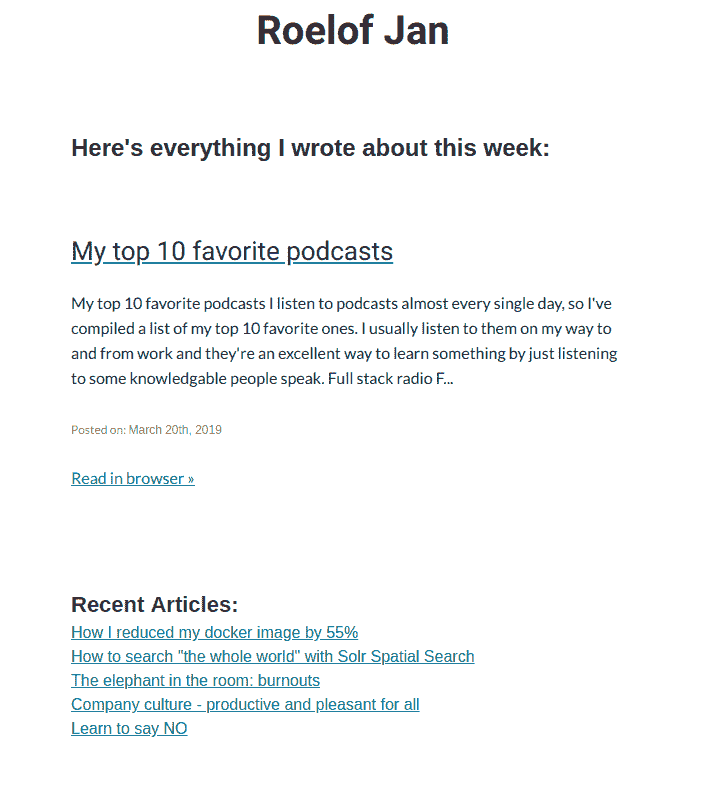 Roelof Jan
Here's everything I wrote about this week:
My top 10 favorite podcasts
My top 10 favorite podcasts I listen to podcasts almost every single day, so I've
compiled a list of my top 10 favorite ones. I usually listen to them on my way to
and from work and they're an excellent way to learn something by just listening
to some knowledgable people speak. Full stack radio F...
Posted on: March 20th, 2019
Read in browser »
Recent Articles:
How I reduced my docker image by 55%
How to search "the whole world" with Solr Spatial Search
The elephant in the room: burnouts
Company culture - productive and pleasant for all
Learn to say NO